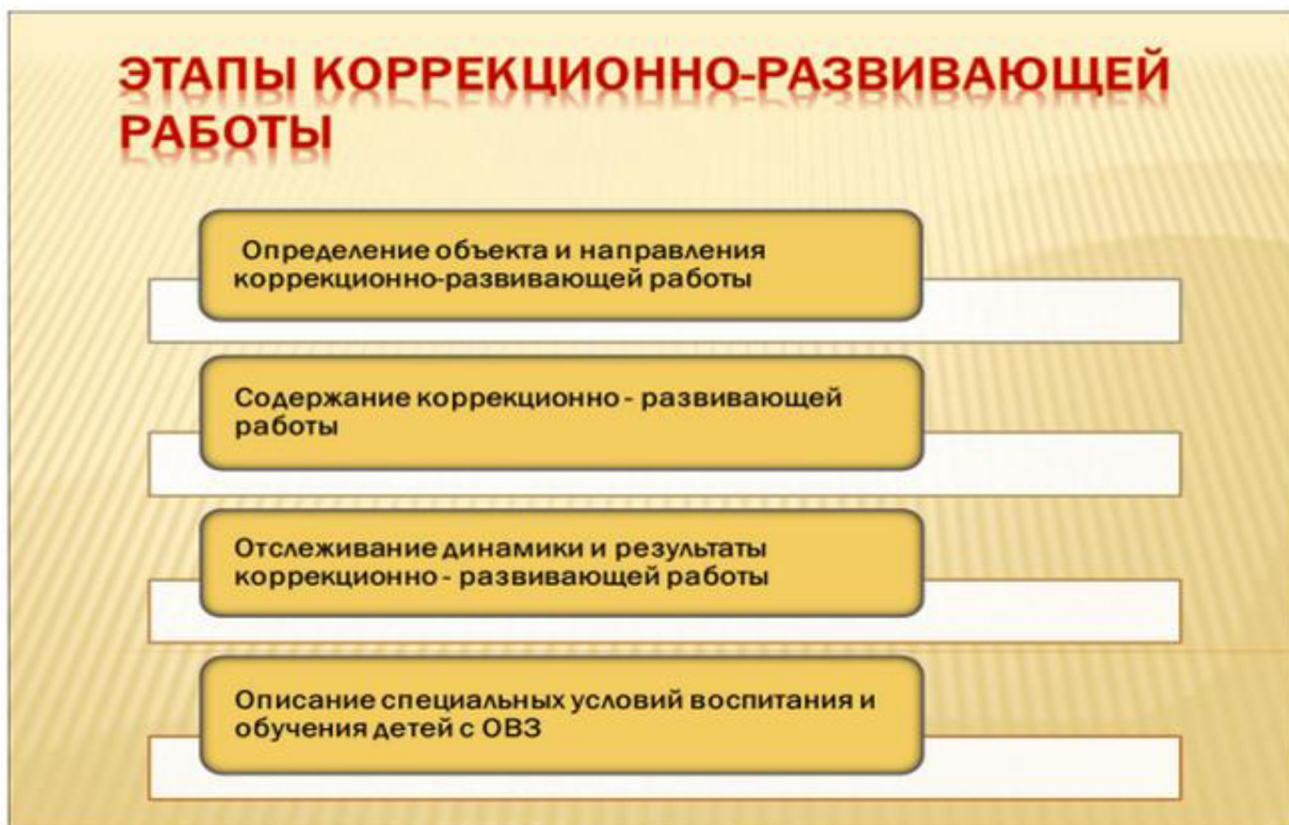 ЭТАПЫ КОРРЕКЦИОННО-РАЗВИВАЮЩЕЙ
РАБОТЫ
Определение объекта и направления
коррекционно-развивающей работы
Содержание коррекционно - развивающей
работы
Отслеживание динамики и результаты
коррекционно - развивающей работы
Описание специальных условий воспитания и
обучения детей с ОВЗ